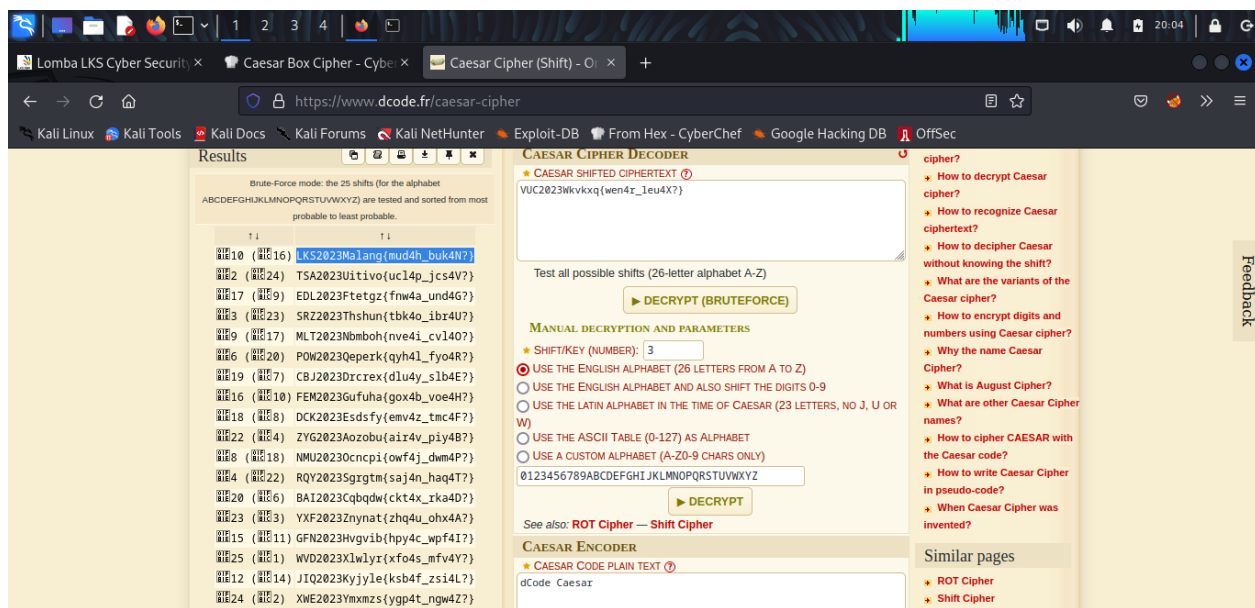 1 2 3 4 20:04
Lomba LKS Cyber Security Caesar Box Cipher - Cybe Caesar Cipher (Shift) - On
https://www.dcode.fr/caesar-cipher
Kali Linux Kali Tools Kali Docs Kali Forums Kali NetHunter Exploit-DB From Hex - CyberChef Google Hacking DB OffSec
Results
Brute-Force mode: the 25 shifts (for the alphabet
ABCDEFGHIJKLMNOPQRSTUVWXYZ) are tested and sorted from most
probable to least probable.
↑↓ ↑↓
10 (16) LKS2023Malang{mud4h_buk4N?}
2 (24) TSA2023Uitivo{ucl4p_jcs4V?}
17 (9) EDL2023Ftetgz{fnw4a_und4G?}
3 (23) SRZ2023Thshun{tbk4o_ibr4U?}
9 (17) MLT2023Nbmboh{nve4i_cvl4O?}
6 (20) POW2023Qeperk{qyh4l_fyo4R?}
19 (7) CBJ2023Drcrex{dlu4y_slb4E?}
16 (10) FEM2023Gufuha{gox4b_voe4H?}
18 (8) DCK2023Esdsfy{emv4z_tmc4F?}
22 (4) ZYG2023Aozobu{air4v_piy4B?}
8 (18) NMU2023Ocncpi{owf4j_dwm4P?}
4 (22) RQY2023Sgrgtm{saj4n_haq4T?}
20 (6) BAI2023Cqbqdw{ckt4x_rka4D?}
23 (3) YXF2023Znynat{zhq4u_ohx4A?}
15 (11) GFN2023Hvgvib{hpy4c_wpf4I?}
25 (1) WVD2023Xlwlyr{xfo4s_mfv4Y?}
12 (14) JIQ2023Kyjyle{ksb4f_zsi4L?}
24 (2) XWE2023Ymxmzs{ygp4t_ngw4Z?}
CAESAR CIPHER DECODER
★ CAESAR SHIFTED CIPHERTEXT ?
VUC2023Wkvkxq{wen4r_leu4X?}
Test all possible shifts (26-letter alphabet A-Z)
▶ DECRYPT (BRUTEFORCE)
MANUAL DECRYPTION AND PARAMETERS
★ SHIFT/KEY (NUMBER): 3
USE THE ENGLISH ALPHABET (26 LETTERS FROM A TO Z)
USE THE ENGLISH ALPHABET AND ALSO SHIFT THE DIGITS 0-9
USE THE LATIN ALPHABET IN THE TIME OF CAESAR (23 LETTERS, NO J, U OR
W)
USE THE ASCII TABLE (0-127) AS ALPHABET
USE A CUSTOM ALPHABET (A-Z0-9 CHARS ONLY)
0123456789ABCDEFGHIJKLMNOPQRSTUVWXYZ
▶ DECRYPT
See also: ROT Cipher — Shift Cipher
CAESAR ENCODER
★ CAESAR CODE PLAIN TEXT ?
dCode Caesar
cipher?
How to decrypt Caesar
cipher?
How to recognize Caesar
ciphertext?
How to decipher Caesar
without knowing the shift?
What are the variants of the
Caesar cipher?
How to encrypt digits and
numbers using Caesar cipher?
Why the name Caesar
Cipher?
What is August Cipher?
What are other Caesar Cipher
names?
How to cipher CAESAR with
the Caesar code?
How to write Caesar Cipher
in pseudo-code?
When Caesar Cipher was
invented?
Similar pages
ROT Cipher
Shift Cipher
Feedback